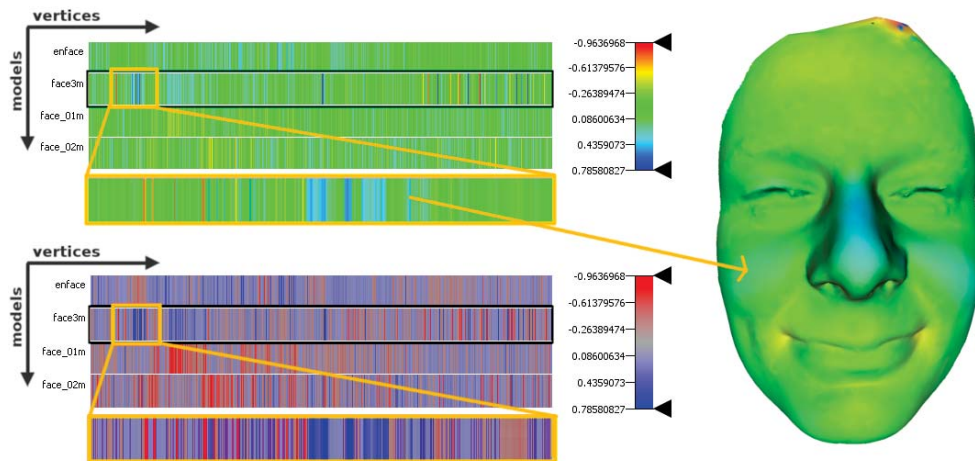 vertices
models
enface
face3m
face_01m
face_02m
-0.9636968
-0.61379576
-0.26389474
0.08600634
0.4359073
0.78580827
vertices
models
enface
face3m
face_01m
face_02m
-0.9636968
-0.61379576
-0.26389474
0.08600634
0.4359073
0.78580827